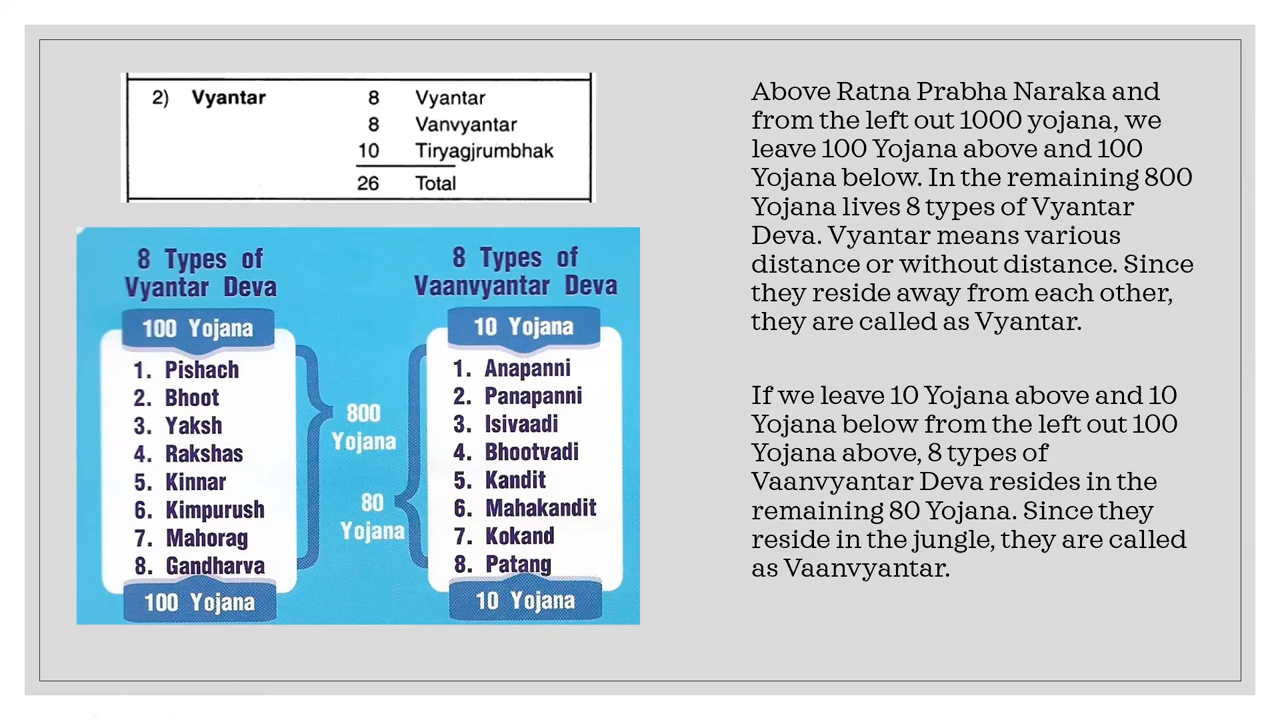 2) Vyantar 8 Vyantar
8 Vanvyantar
10 Tiryagjrumbhak
26 Total
8 Types of
Vyantar Deva
100 Yojana
1. Pishach
2. Bhoot
3. Yaksh
4. Rakshas
5. Kinnar
6. Kimpurush
7. Mahorag
8. Gandharva
100 Yojana
800
Yojana
80
Yojana
8 Types of
Vaanvyantar Deva
10 Yojana
1. Anapanni
2. Panapanni
3. Isivaadi
4. Bhootvadi
5. Kandit
6. Mahakandit
7. Kokand
8. Patang
10 Yojana
Above Ratna Prabha Naraka and
from the left out 1000 yojana, we
leave 100 Yojana above and 100
Yojana below. In the remaining 800
Yojana lives 8 types of Vyantar
Deva. Vyantar means various
distance or without distance. Since
they reside away from each other,
they are called as Vyantar.
If we leave 10 Yojana above and 10
Yojana below from the left out 100
Yojana above, 8 types of
Vaanvyantar Deva resides in the
remaining 80 Yojana. Since they
reside in the jungle, they are called
as Vaanvyantar.